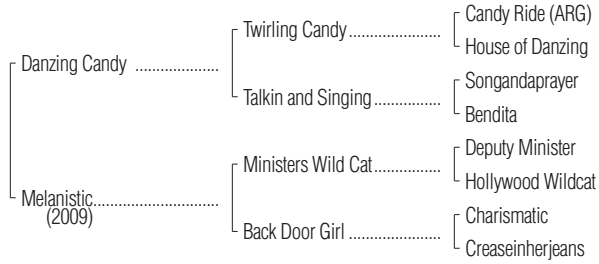 Candy Ride (ARG)
Twirling Candy....................
House of Danzing
Danzing Candy ..................
Songandaprayer
Talkin and Singing...............
Bendita
Deputy Minister
Ministers Wild Cat...............
Hollywood Wildcat
Melanistic...........................
(2009)
Charismatic
Back Door Girl ....................
Creaseinherjeans